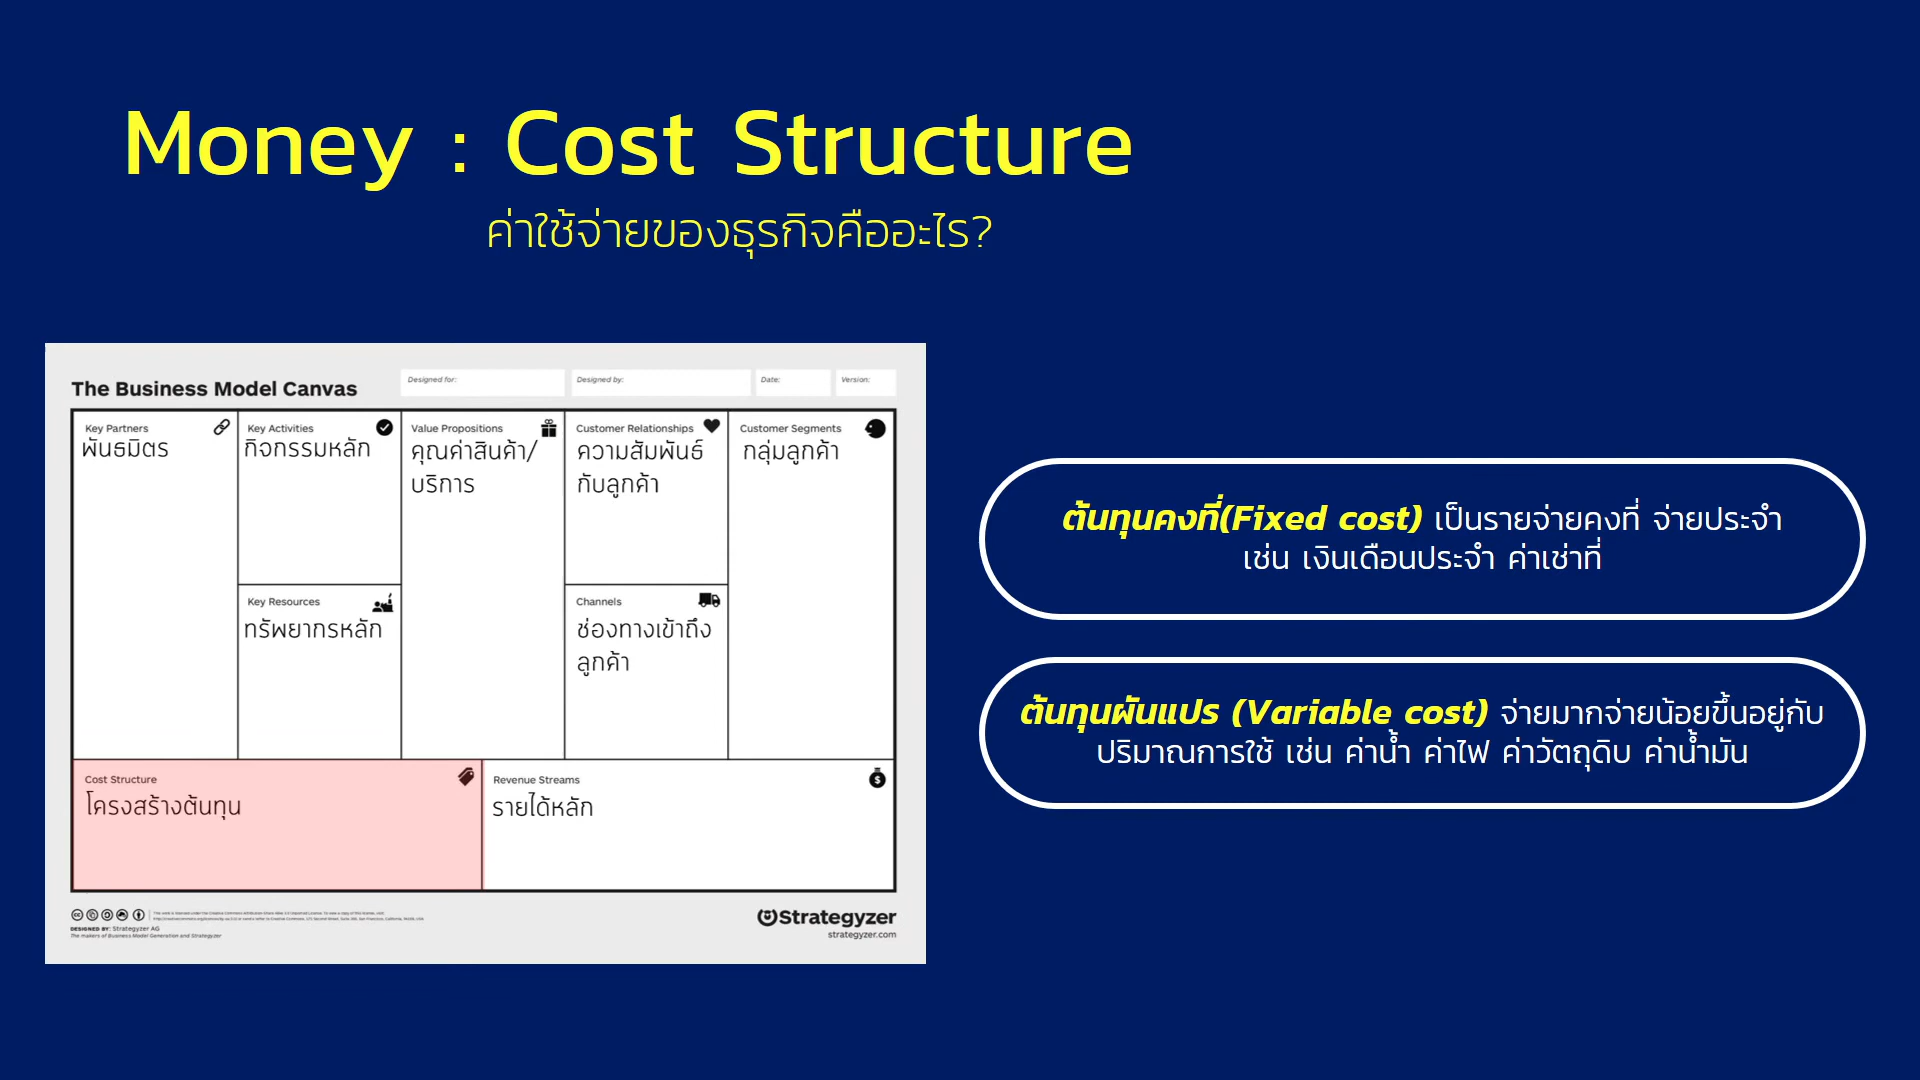 Money : Cost Structure
ค่าใช้จ่ายของธุรกิจคืออะไร?
The Business Model Canvas
Designed for:
Designed by:
Date:
Version:
Key Partners
พันธมิตร
Key Activities
กิจกรรมหลัก
Key Resources
ทรัพยากรหลัก
Value Propositions
คุณค่าสินค้า/
บริการ
Customer Relationships
ความสัมพันธ์
กับลูกค้า
Channels
ช่องทางเข้าถึง
ลูกค้า
Customer Segments
กลุ่มลูกค้า
Cost Structure
โครงสร้างต้นทุน
Revenue Streams
รายได้หลัก
DESIGNED BY: Strategyzer AG
The makers of Business Model Generation and Strategyzer
Strategyzer
strategyzer.com
ต้นทุนคงที่(Fixed cost) เป็นรายจ่ายคงที่ จ่ายประจำ
เช่น เงินเดือนประจำ ค่าเช่าที่
ต้นทุนผันแปร (Variable cost) จ่ายมากจ่ายน้อยขึ้นอยู่กับ
ปริมาณการใช้ เช่น ค่าน้ำ ค่าไฟ ค่าวัตถุดิบ ค่าน้ำมัน